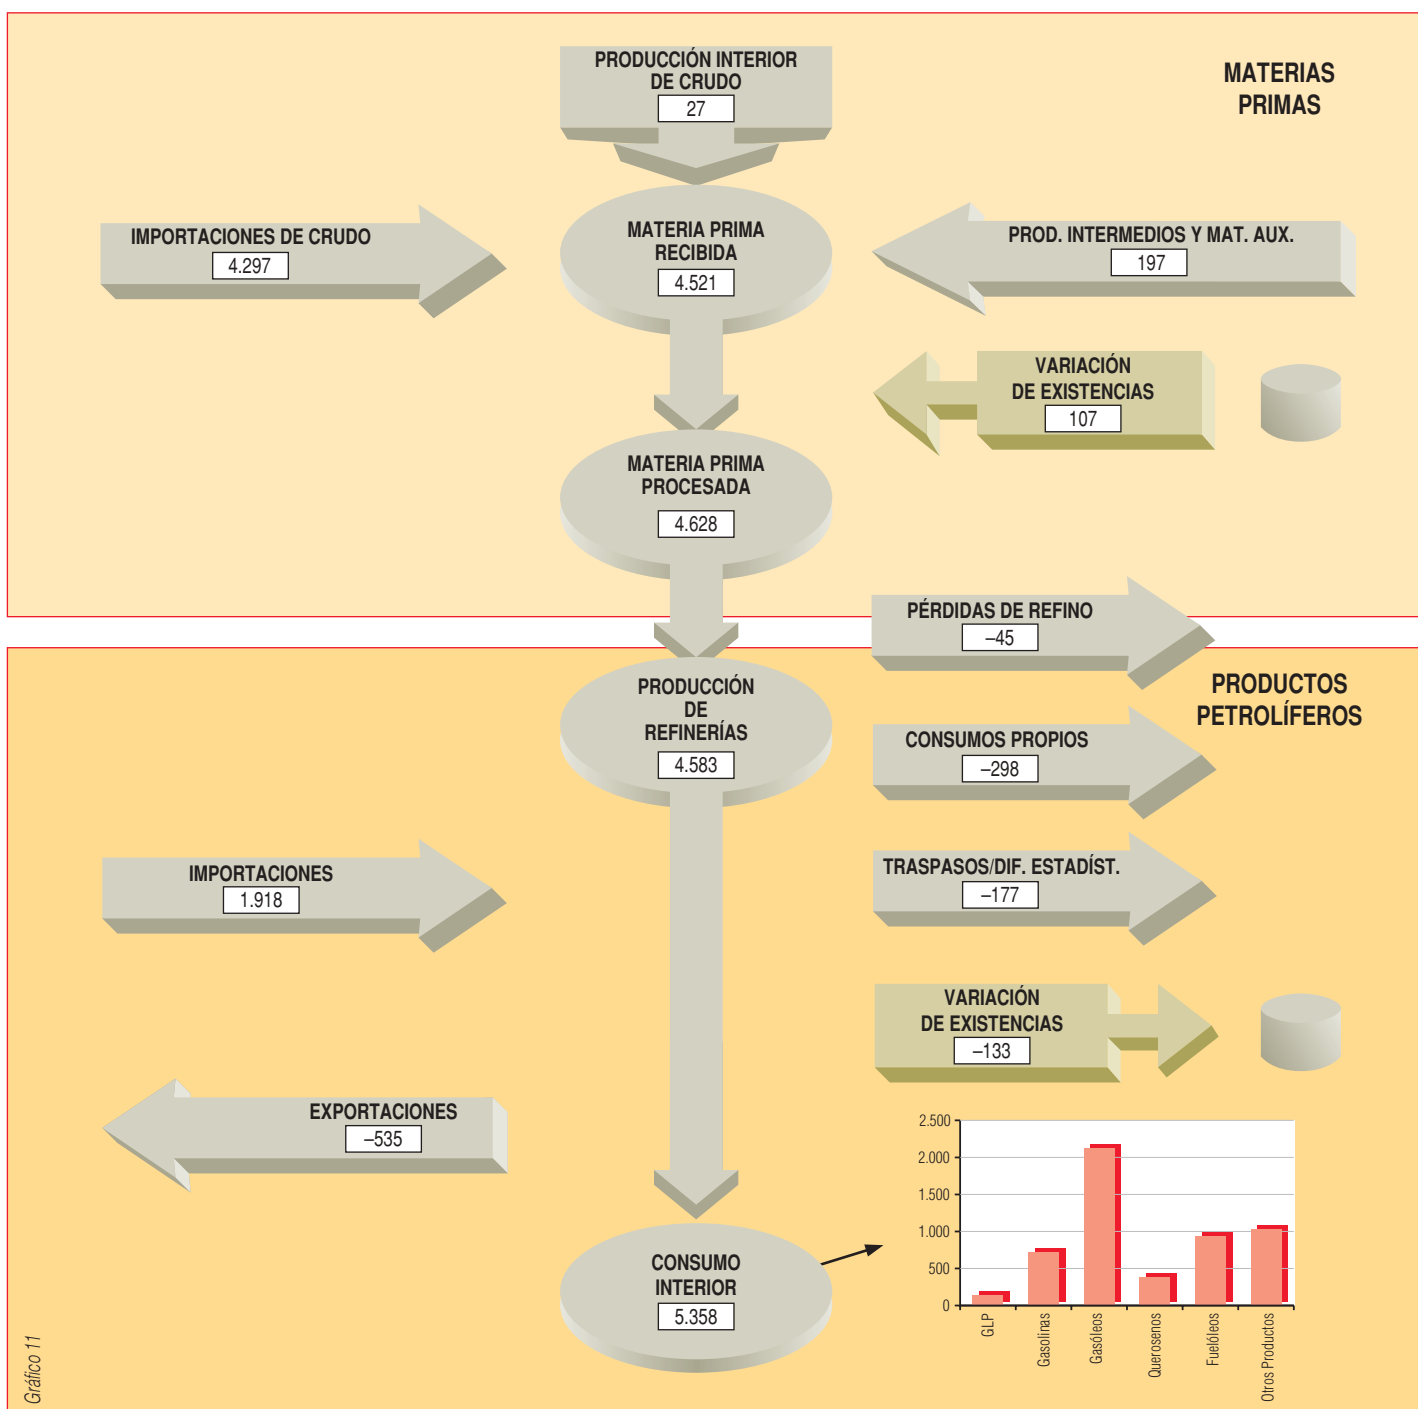 PRODUCCIÓN INTERIOR
DE CRUDO
27
MATERIAS
PRIMAS
IMPORTACIONES DE CRUDO
4.297
MATERIA PRIMA
RECIBIDA
4.521
PROD. INTERMEDIOS Y MAT. AUX.
197
VARIACIÓN
DE EXISTENCIAS
107
MATERIA PRIMA
PROCESADA
4.628
PÉRDIDAS DE REFINO
–45
PRODUCTOS
PETROLÍFEROS
PRODUCCIÓN
DE
REFINERÍAS
4.583
CONSUMOS PROPIOS
–298
IMPORTACIONES
1.918
TRASPASOS/DIF. ESTADÍST.
–177
VARIACIÓN
DE EXISTENCIAS
–133
EXPORTACIONES
–535
CONSUMO
INTERIOR
5.358
2.500
2.000
1.500
1.000
500
0
GLP
Gasolinas
Gasóleos
Querosenos
Fuelóleos
Otros Productos
Gráfico 11